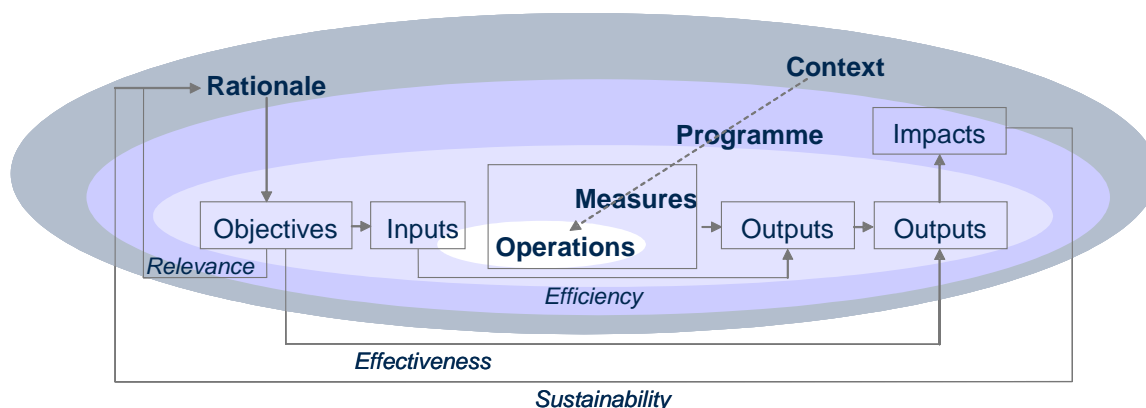 Context
Rationale
Programme
Impacts
Measures
Objectives
Inputs
Outputs
Outputs
Operations
Relevance
Efficiency
Effectiveness
Sustainability